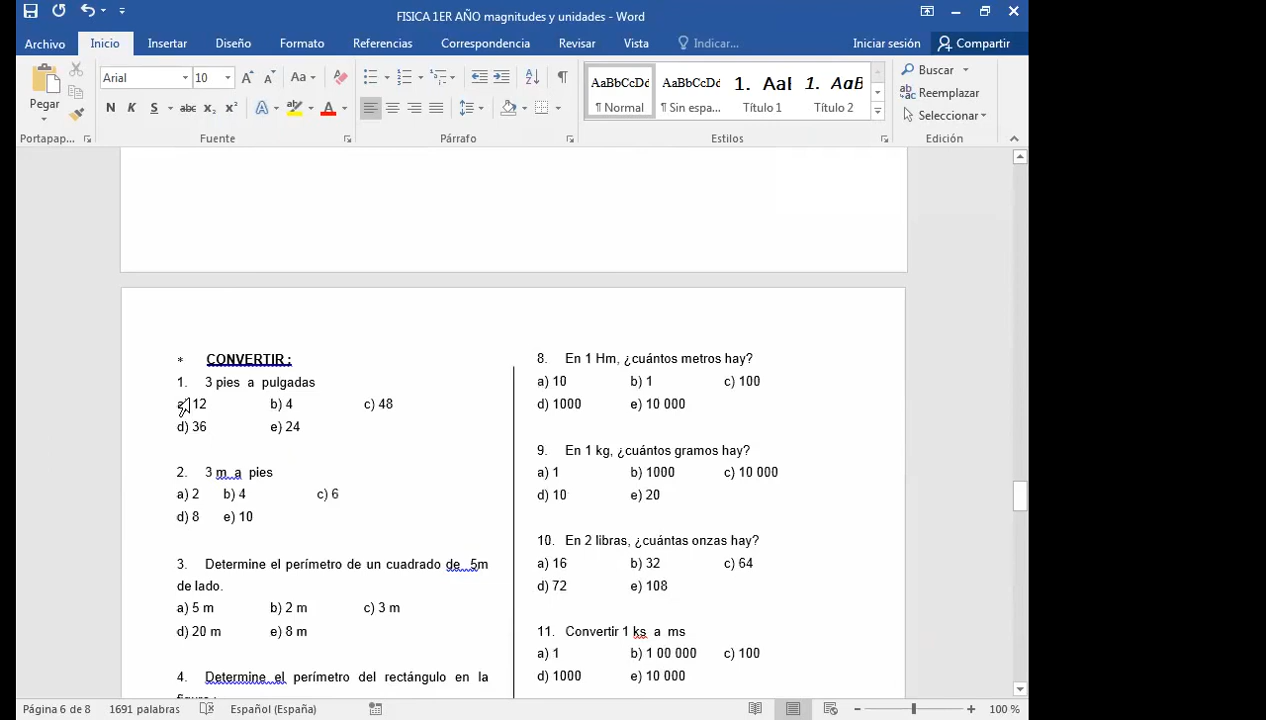 FISICA 1ER AÑO magnitudes y unidades - Word
Archivo Inicio Insertar Diseño Formato Referencias Correspondencia Revisar Vista Indicar... Iniciar sesión Compartir
Pegar
Arial 10
Aa
N K S abc x₂ x²
AaBbCcDc AaBbCcDc 1. AaI 1. AaB
¶ Normal ¶ Sin espa... Título 1 Título 2
Buscar
Reemplazar
Seleccionar
Portapap... Fuente Párrafo Estilos Edición
* CONVERTIR :
1. 3 pies a pulgadas
a) 12 b) 4 c) 48
d) 36 e) 24
2. 3 m a pies
a) 2 b) 4 c) 6
d) 8 e) 10
3. Determine el perímetro de un cuadrado de 5m
de lado.
a) 5 m b) 2 m c) 3 m
d) 20 m e) 8 m
4. Determine el perímetro del rectángulo en la
figura :
8. En 1 Hm, ¿cuántos metros hay?
a) 10 b) 1 c) 100
d) 1000 e) 10 000
9. En 1 kg, ¿cuántos gramos hay?
a) 1 b) 1000 c) 10 000
d) 10 e) 20
10. En 2 libras, ¿cuántas onzas hay?
a) 16 b) 32 c) 64
d) 72 e) 108
11. Convertir 1 ks a ms
a) 1 b) 1 00 000 c) 100
d) 1000 e) 10 000
Página 6 de 8 1691 palabras Español (España) 100 %